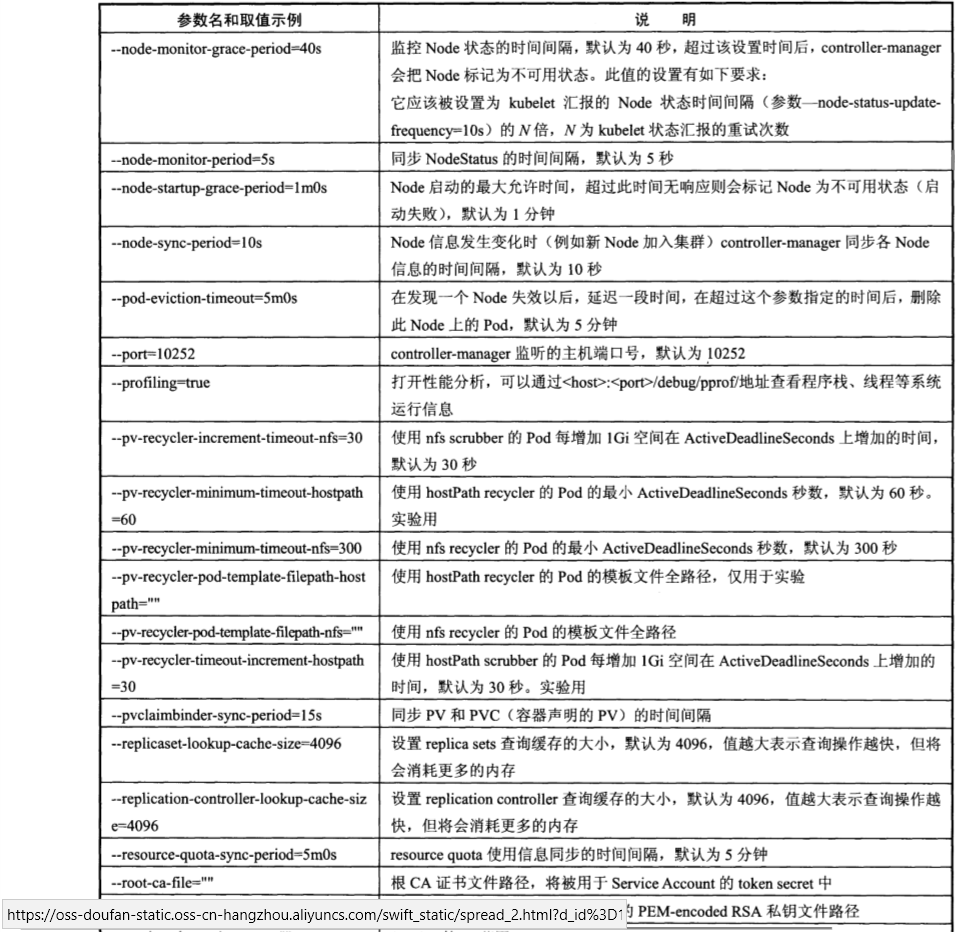 参数名和取值示例 说 明
--node-monitor-grace-period=40s 监控 Node 状态的时间间隔，默认为 40 秒，超过该设置时间后，controller-manager
会把 Node 标记为不可用状态。此值的设置有如下要求：
它应该被设置为 kubelet 汇报的 Node 状态时间间隔（参数—node-status-update-
frequency=10s）的 N 倍，N 为 kubelet 状态汇报的重试次数
--node-monitor-period=5s 同步 NodeStatus 的时间间隔，默认为 5 秒
--node-startup-grace-period=1m0s Node 启动的最大允许时间，超过此时间无响应则会标记 Node 为不可用状态（启
动失败），默认为 1 分钟
--node-sync-period=10s Node 信息发生变化时（例如新 Node 加入集群）controller-manager 同步各 Node
信息的时间间隔，默认为 10 秒
--pod-eviction-timeout=5m0s 在发现一个 Node 失效以后，延迟一段时间，在超过这个参数指定的时间后，删除
此 Node 上的 Pod，默认为 5 分钟
--port=10252 controller-manager 监听的主机端口号，默认为 10252
--profiling=true 打开性能分析，可以通过<host>:<port>/debug/pprof/地址查看程序栈、线程等系统
运行信息
--pv-recycler-increment-timeout-nfs=30 使用 nfs scrubber 的 Pod 每增加 1Gi 空间在 ActiveDeadlineSeconds 上增加的时间，
默认为 30 秒
--pv-recycler-minimum-timeout-hostpath 使用 hostPath recycler 的 Pod 的最小 ActiveDeadlineSeconds 秒数，默认为 60 秒。
=60 实验用
--pv-recycler-minimum-timeout-nfs=300 使用 nfs recycler 的 Pod 的最小 ActiveDeadlineSeconds 秒数，默认为 300 秒
--pv-recycler-pod-template-filepath-host 使用 hostPath recycler 的 Pod 的模板文件全路径，仅用于实验
path=""
--pv-recycler-pod-template-filepath-nfs="" 使用 nfs recycler 的 Pod 的模板文件全路径
--pv-recycler-timeout-increment-hostpath 使用 hostPath scrubber 的 Pod 每增加 1Gi 空间在 ActiveDeadlineSeconds 上增加的
=30 时间，默认为 30 秒。实验用
--pvclaimbinder-sync-period=15s 同步 PV 和 PVC（容器声明的 PV）的时间间隔
--replicaset-lookup-cache-size=4096 设置 replica sets 查询缓存的大小，默认为 4096，值越大表示查询操作越快，但将
会消耗更多的内存
--replication-controller-lookup-cache-siz 设置 replication controller 查询缓存的大小，默认为 4096，值越大表示查询操作越
e=4096 快，但将会消耗更多的内存
--resource-quota-sync-period=5m0s resource quota 使用信息同步的时间间隔，默认为 5 分钟
--root-ca-file="" 根 CA 证书文件路径，将被用于 Service Account 的 token secret 中
https://oss-doufan-static.oss-cn-hangzhou.aliyuncs.com/swift_static/spread_2.html?d_id%3D1 的 PEM-encoded RSA 私钥文件路径